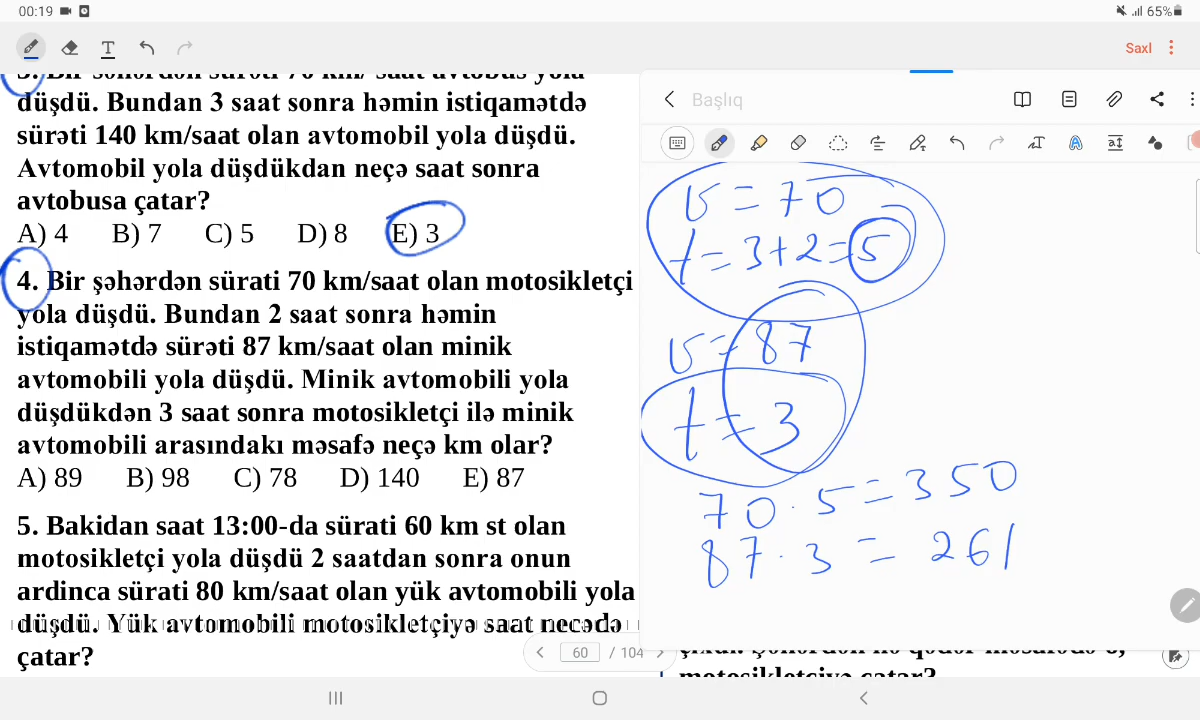 00:19
65%
Saxl
düşdü. Bundan 3 saat sonra həmin istiqamətdə
sürəti 140 km/saat olan avtomobil yola düşdü.
Avtomobil yola düşdükdan neçə saat sonra
avtobusa çatar?
A) 4 B) 7 C) 5 D) 8 E) 3
4. Bir şəhərdən sürati 70 km/saat olan motosikletçi
yola düşdü. Bundan 2 saat sonra həmin
istiqamətdə sürəti 87 km/saat olan minik
avtomobili yola düşdü. Minik avtomobili yola
düşdükdən 3 saat sonra motosikletçi ilə minik
avtomobili arasındakı məsafə neçə km olar?
A) 89 B) 98 C) 78 D) 140 E) 87
5. Bakidan saat 13:00-da sürati 60 km st olan
motosikletçi yola düşdü 2 saatdan sonra onun
ardinca sürati 80 km/saat olan yük avtomobili yola
düşdü. Yük avtomobili motosikletçiyə saat necədə
çatar?
60 / 104
Başlıq
v = 70
t = 3 + 2 = 5
v = 87
t = 3
70 · 5 = 350
87 · 3 = 261